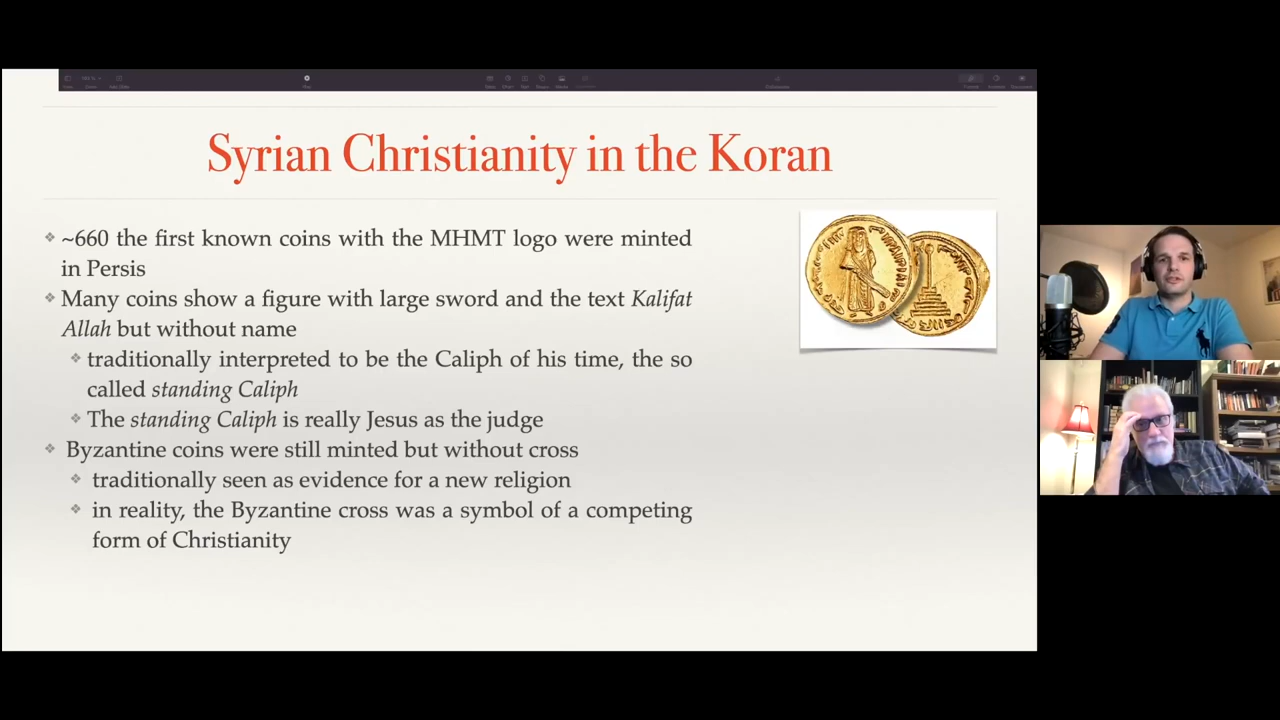 Syrian Christianity in the Koran
~660 the first known coins with the MHMT logo were minted
in Persis
Many coins show a figure with large sword and the text Kalifat
Allah but without name
traditionally interpreted to be the Caliph of his time, the so
called standing Caliph
The standing Caliph is really Jesus as the judge
Byzantine coins were still minted but without cross
traditionally seen as evidence for a new religion
in reality, the Byzantine cross was a symbol of a competing
form of Christianity